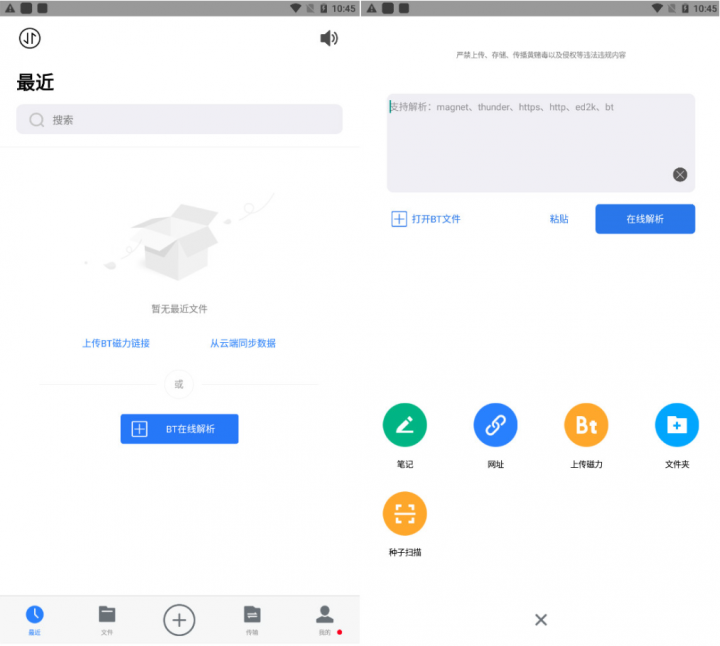 10:45
最近
搜索
暂无最近文件
上传BT磁力链接
从云端同步数据
或
BT在线解析
最近
文件
传输
我的
10:45
严禁上传、存储、传播黄赌毒以及侵权等违法违规内容
支持解析：magnet、thunder、https、http、ed2k、bt
打开BT文件
粘贴
在线解析
笔记
网址
Bt
上传磁力
文件夹
种子扫描